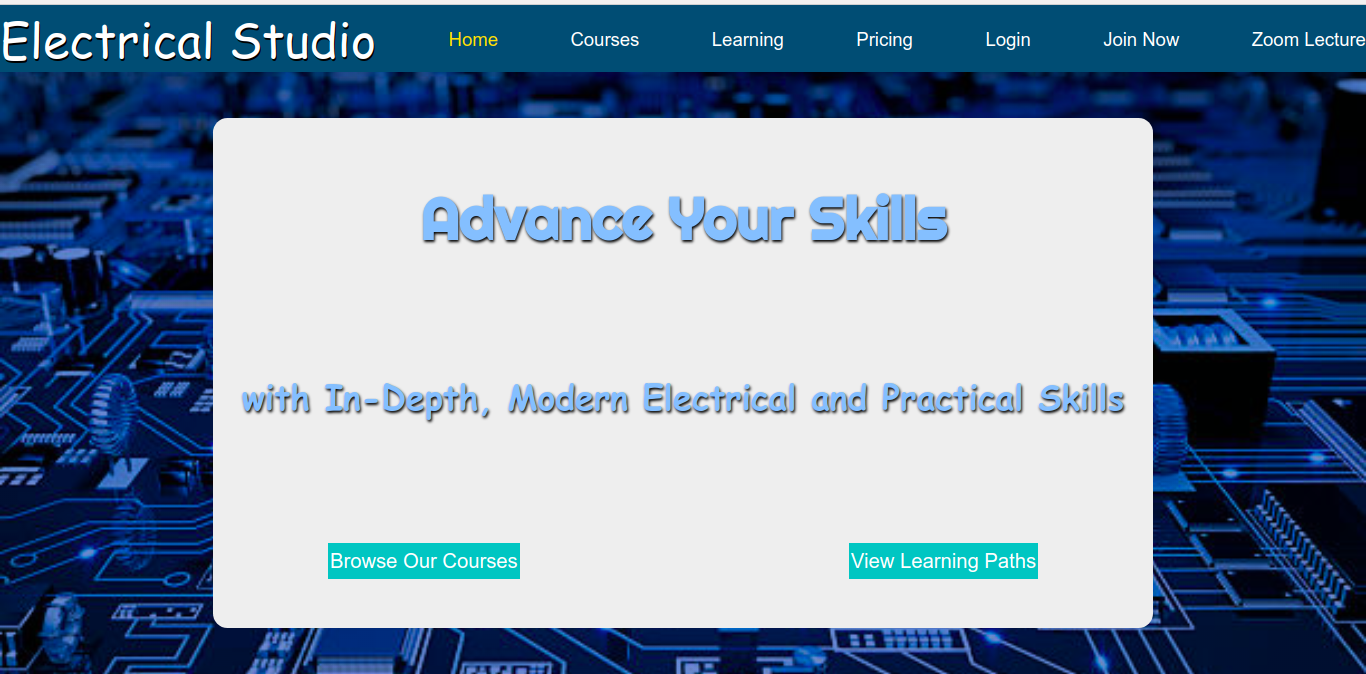 Electrical Studio Home Courses Learning Pricing Login Join Now Zoom Lecture
Advance Your Skills
with In-Depth, Modern Electrical and Practical Skills
Browse Our Courses View Learning Paths